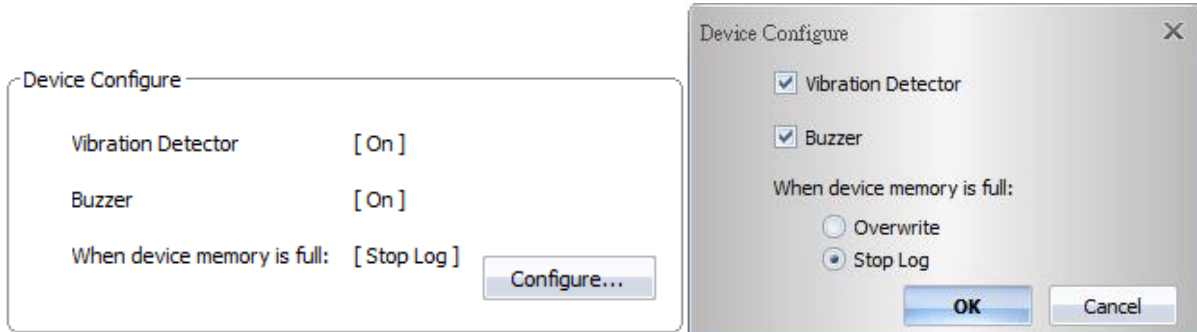 Device Configure
Vibration Detector [ On ]
Buzzer [ On ]
When device memory is full: [ Stop Log ]
Configure...
Device Configure
Vibration Detector
Buzzer
When device memory is full:
Overwrite
Stop Log
OK Cancel